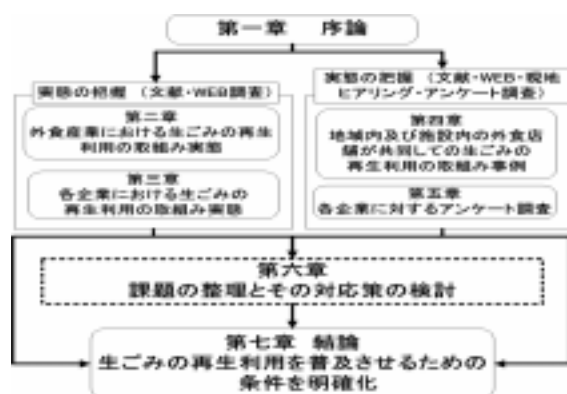 第一章 序論
実態の把握(文献・WEB調査)
第二章
外食産業における生ごみの再生
利用の取組み実態
第三章
各企業における生ごみの
再生利用の取組み実態
実態の把握(文献・WEB・現地
ヒアリング・アンケート調査)
第四章
地域内及び施設内の外食店
舗が共同しての生ごみの
再生利用の取組み事例
第五章
各企業に対するアンケート調査
第六章
課題の整理とその対応策の検討
第七章 結論
生ごみの再生利用を普及させるための
条件を明確化